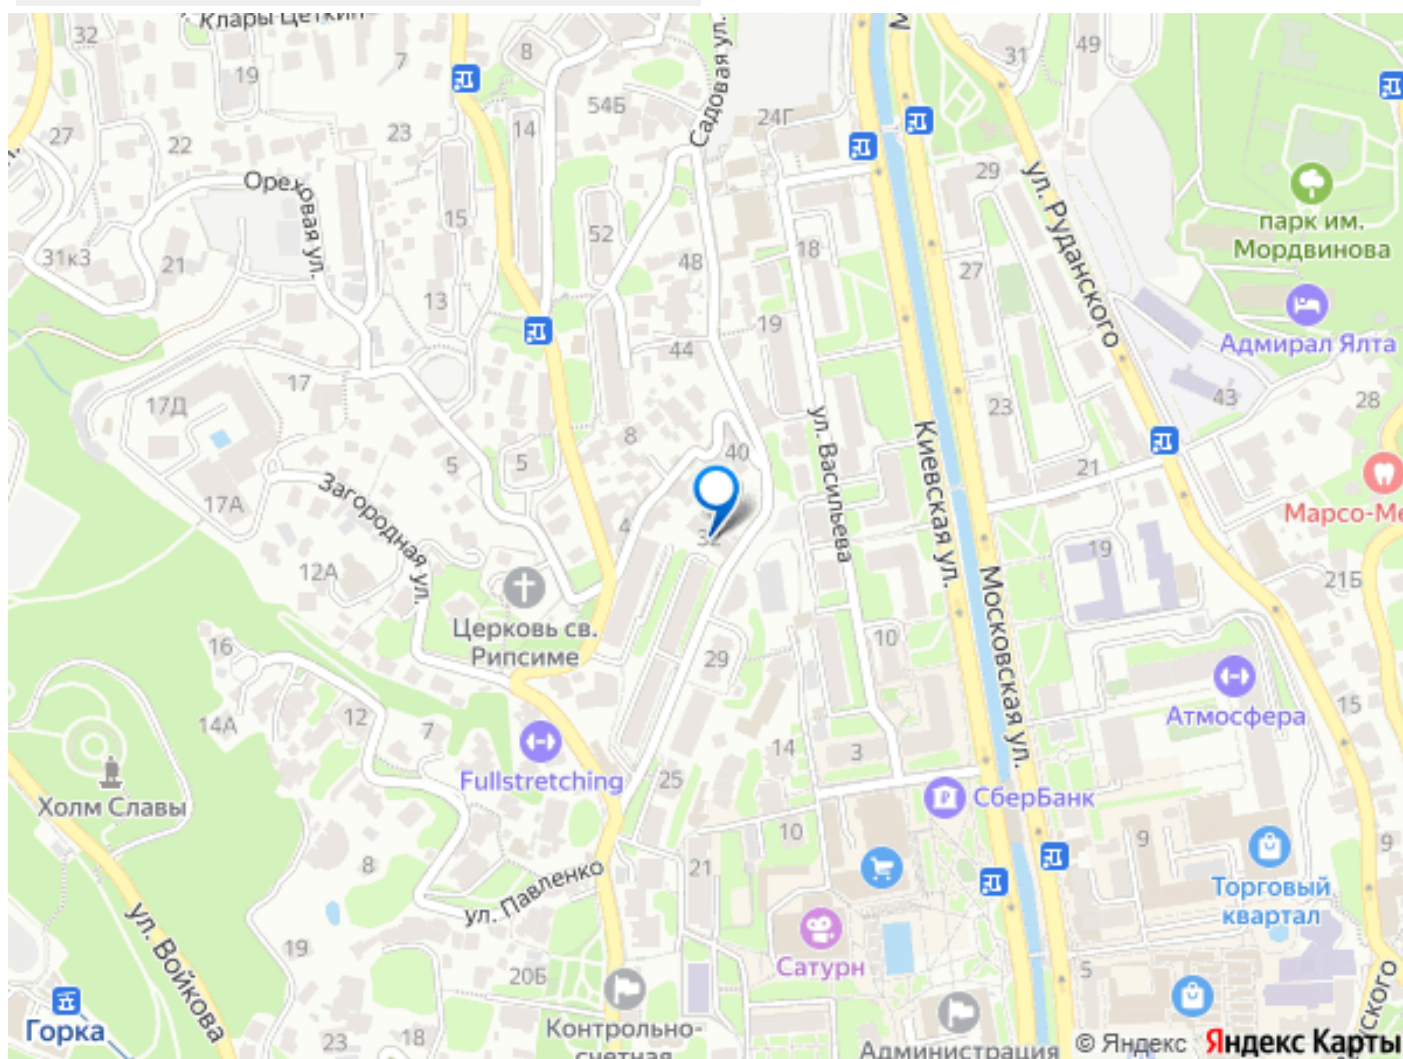 Клары Цеткин
32
19
7
8
31
49
Садовая ул.
54Б
24Г
14
27
22
23
29
Ореховая ул.
ул. Руданского
парк им.
Мордвинова
15
52
18
48
31к3
21
27
13
19
Адмирал Ялта
44
17
17Д
43
28
23
8
ул. Васильева
Киевская ул.
40
5
5
21
17А
Загородная ул.
4
32
Марсо-Ме
19
12А
21Б
Московская ул.
Церковь св.
Рипсиме
10
16
29
Атмосфера
12
14А
7
15
14
3
Fullstretching
25
СберБанк
Холм Славы
10
9
9
8
21
Торговый
квартал
ул. Павленко
ул. Войкова
19
Сатурн
20Б
5
ского
Горка
23
18
Контрольно-
счетная
Администрация
© Яндекс Яндекс Карты